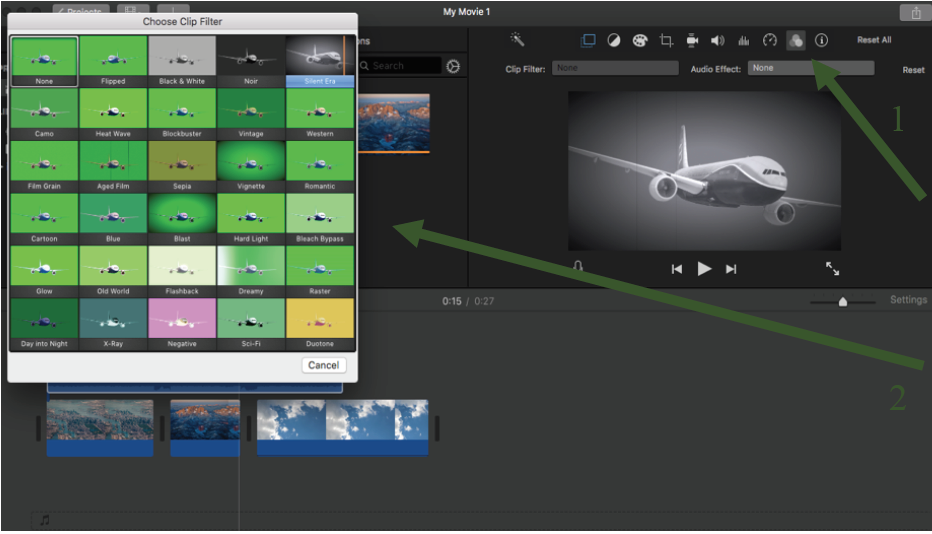 Projects
My Movie 1
Choose Clip Filter
None
Flipped
Black & White
Noir
Silent Era
Camo
Heat Wave
Blockbuster
Vintage
Western
Film Grain
Aged Film
Sepia
Vignette
Romantic
Cartoon
Blue
Blast
Hard Light
Bleach Bypass
Glow
Old World
Flashback
Dreamy
Raster
Day into Night
X-Ray
Negative
Sci-Fi
Duotone
Cancel
Search
Reset All
Clip Filter: None
Audio Effect: None
Reset
1
0:15 / 0:27
Settings
2